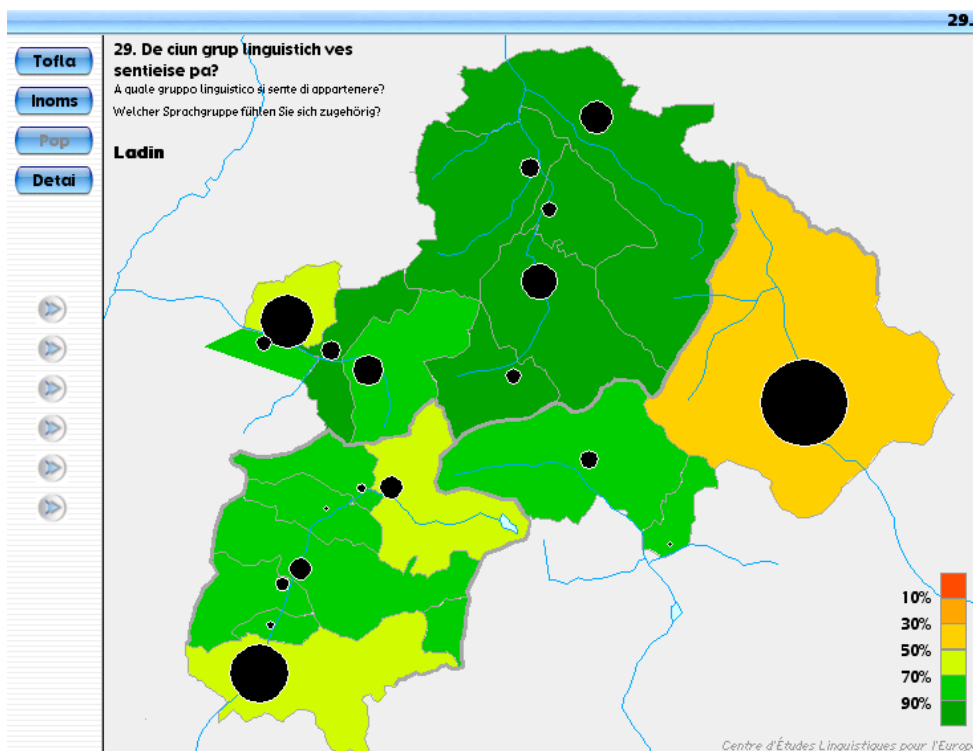 29.
Tofla
Inoms
Pop
Detai
29. De ciun grup linguistich ves
sentieise pa?
A quale gruppo linguistico si sente di appartenere?
Welcher Sprachgruppe fühlen Sie sich zugehörig?
Ladin
10%
30%
50%
70%
90%
Centre d'Études Linguistiques pour l'Europe